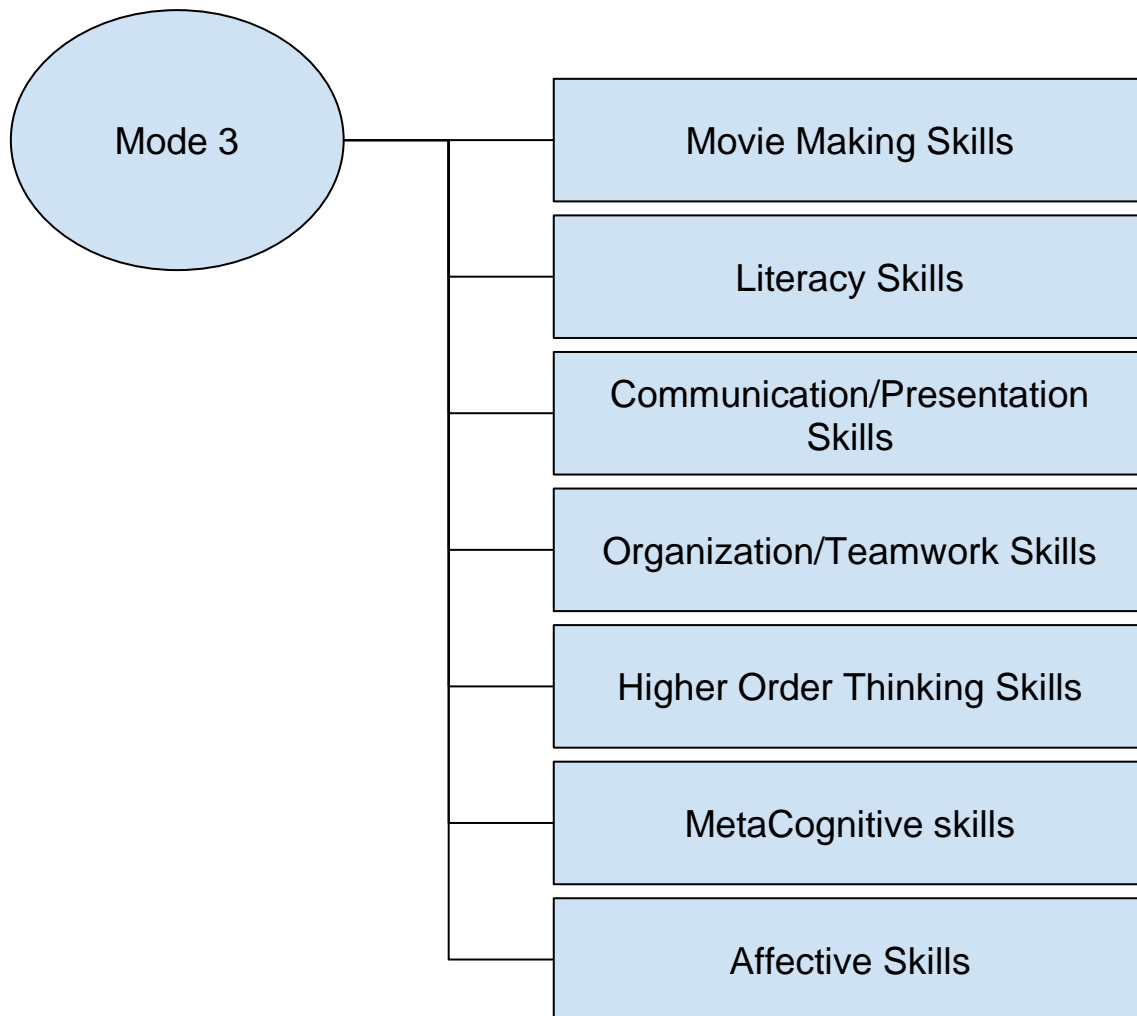 Mode 3
Movie Making Skills
Literacy Skills
Communication/Presentation
Skills
Organization/Teamwork Skills
Higher Order Thinking Skills
MetaCognitive skills
Affective Skills